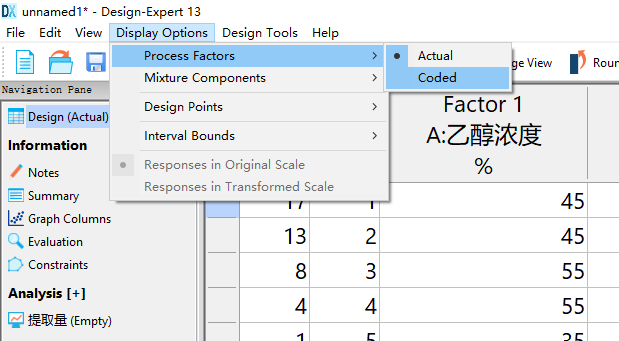 DX unnamed1* - Design-Expert 13
File Edit View Display Options Design Tools Help
Process Factors
Actual
Coded
Mixture Components
Design Points
Interval Bounds
Responses in Original Scale
Responses in Transformed Scale
ge View
Roun
Navigation Pane
Design (Actual)
Information
Notes
Summary
Graph Columns
Evaluation
Constraints
Analysis [+]
提取量 (Empty)
Factor 1
A:乙醇浓度
%
17 1 45
13 2 45
8 3 55
4 4 55
1 5 35